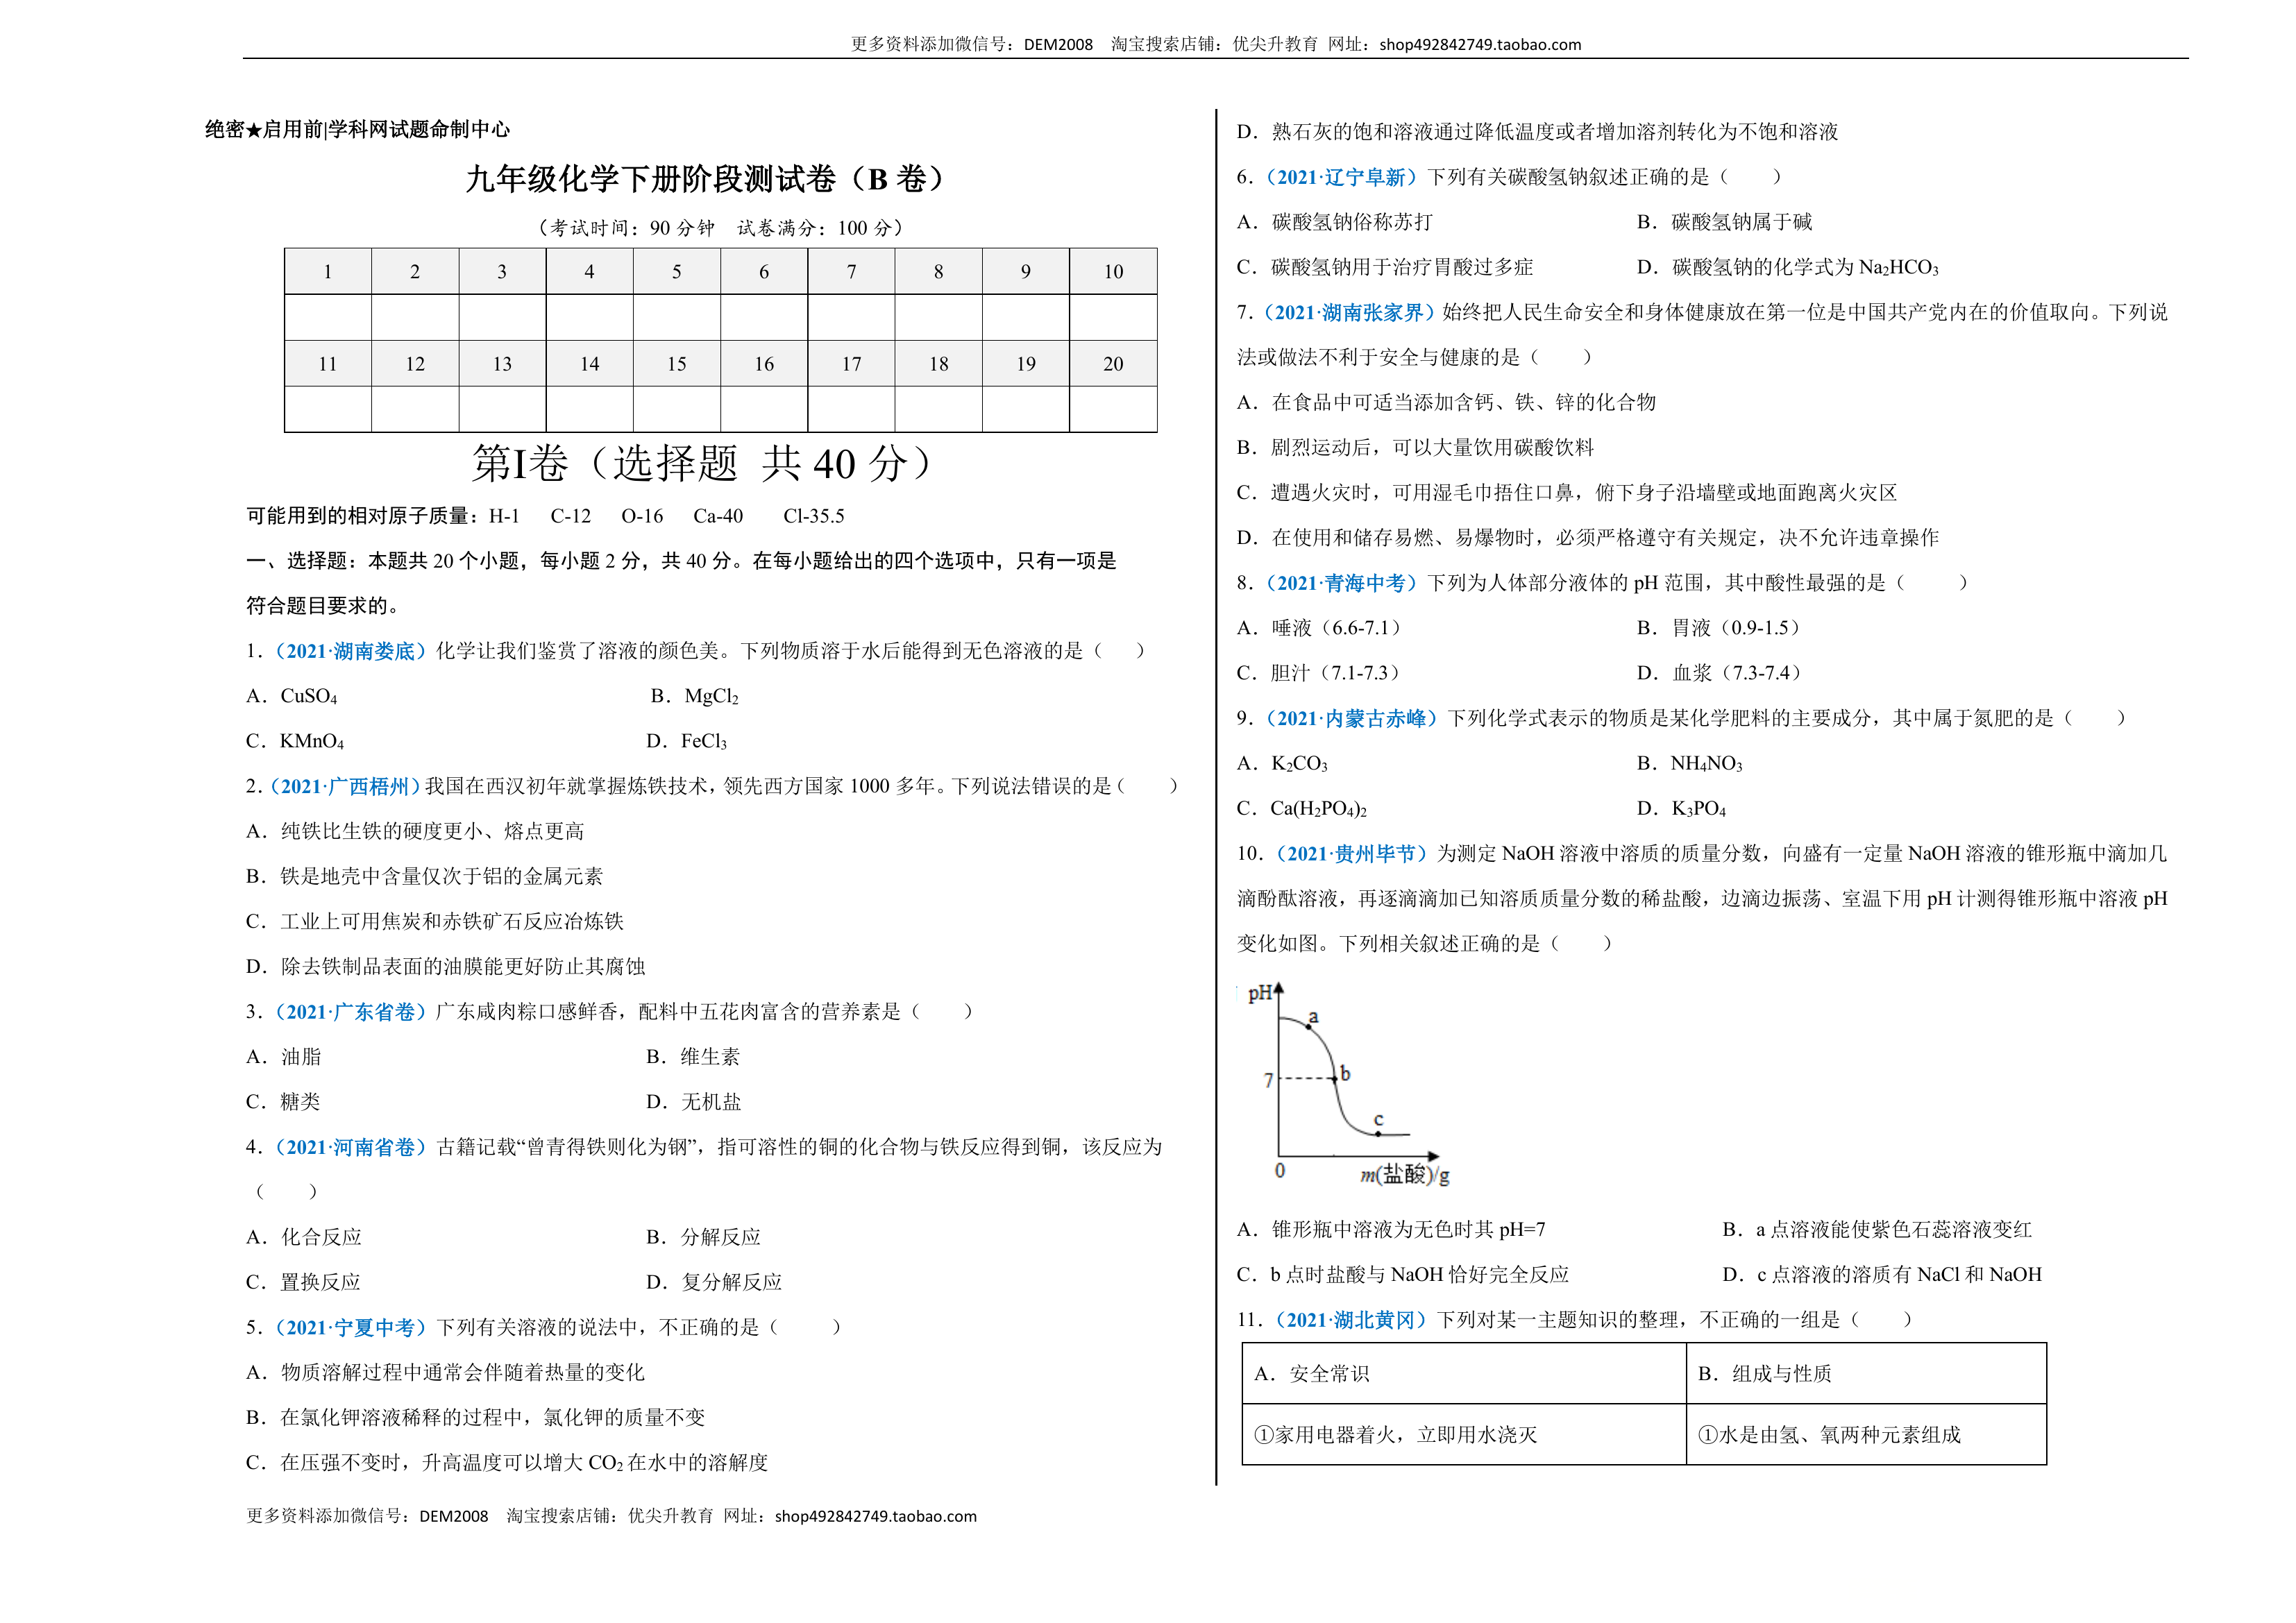 更多资料添加微信号：DEM2008 淘宝搜索店铺：优尖升教育 网址：shop492842749.taobao.com
绝密★启用前|学科网试题命制中心
九年级化学下册阶段测试卷（B 卷）
（考试时间：90 分钟 试卷满分：100 分）
1 2 3 4 5 6 7 8 9 10
11 12 13 14 15 16 17 18 19 20
第I卷（选择题 共 40 分）
可能用到的相对原子质量：H-1 C-12 O-16 Ca-40 Cl-35.5
一、选择题：本题共 20 个小题，每小题 2 分，共 40 分。在每小题给出的四个选项中，只有一项是
符合题目要求的。
1.（2021·湖南娄底）化学让我们鉴赏了溶液的颜色美。下列物质溶于水后能得到无色溶液的是（ ）
A．CuSO₄ B．MgCl₂
C．KMnO₄ D．FeCl₃
2.（2021·广西梧州）我国在西汉初年就掌握炼铁技术，领先西方国家 1000 多年。下列说法错误的是（ ）
A．纯铁比生铁的硬度更小、熔点更高
B．铁是地壳中含量仅次于铝的金属元素
C．工业上可用焦炭和赤铁矿石反应冶炼铁
D．除去铁制品表面的油膜能更好防止其腐蚀
3.（2021·广东省卷）广东咸肉粽口感鲜香，配料中五花肉富含的营养素是（ ）
A．油脂 B．维生素
C．糖类 D．无机盐
4.（2021·河南省卷）古籍记载“曾青得铁则化为钢”，指可溶性的铜的化合物与铁反应得到铜，该反应为
（ ）
A．化合反应 B．分解反应
C．置换反应 D．复分解反应
5.（2021·宁夏中考）下列有关溶液的说法中，不正确的是（ ）
A．物质溶解过程中通常会伴随着热量的变化
B．在氯化钾溶液稀释的过程中，氯化钾的质量不变
C．在压强不变时，升高温度可以增大 CO₂ 在水中的溶解度
D．熟石灰的饱和溶液通过降低温度或者增加溶剂转化为不饱和溶液
6.（2021·辽宁阜新）下列有关碳酸氢钠叙述正确的是（ ）
A．碳酸氢钠俗称苏打 B．碳酸氢钠属于碱
C．碳酸氢钠用于治疗胃酸过多症 D．碳酸氢钠的化学式为 Na₂HCO₃
7.（2021·湖南张家界）始终把人民生命安全和身体健康放在第一位是中国共产党内在的价值取向。下列说
法或做法不利于安全与健康的是（ ）
A．在食品中可适当添加含钙、铁、锌的化合物
B．剧烈运动后，可以大量饮用碳酸饮料
C．遭遇火灾时，可用湿毛巾捂住口鼻，俯下身子沿墙壁或地面跑离火灾区
D．在使用和储存易燃、易爆物时，必须严格遵守有关规定，决不允许违章操作
8.（2021·青海中考）下列为人体部分液体的 pH 范围，其中酸性最强的是（ ）
A．唾液（6.6-7.1） B．胃液（0.9-1.5）
C．胆汁（7.1-7.3） D．血浆（7.3-7.4）
9.（2021·内蒙古赤峰）下列化学式表示的物质是某化学肥料的主要成分，其中属于氮肥的是（ ）
A．K₂CO₃ B．NH₄NO₃
C．Ca(H₂PO₄)₂ D．K₃PO₄
10.（2021·贵州毕节）为测定 NaOH 溶液中溶质的质量分数，向盛有一定量 NaOH 溶液的锥形瓶中滴加几
滴酚酞溶液，再逐滴滴加已知溶质质量分数的稀盐酸，边滴边振荡、室温下用 pH 计测得锥形瓶中溶液 pH
变化如图。下列相关叙述正确的是（ ）
pH
a
7
b
c
0
m(盐酸)/g
A．锥形瓶中溶液为无色时其 pH=7 B．a 点溶液能使紫色石蕊溶液变红
C．b 点时盐酸与 NaOH 恰好完全反应 D．c 点溶液的溶质有 NaCl 和 NaOH
11.（2021·湖北黄冈）下列对某一主题知识的整理，不正确的一组是（ ）
A．安全常识 B．组成与性质
①家用电器着火，立即用水浇灭 ①水是由氢、氧两种元素组成
更多资料添加微信号：DEM2008 淘宝搜索店铺：优尖升教育 网址：shop492842749.taobao.com